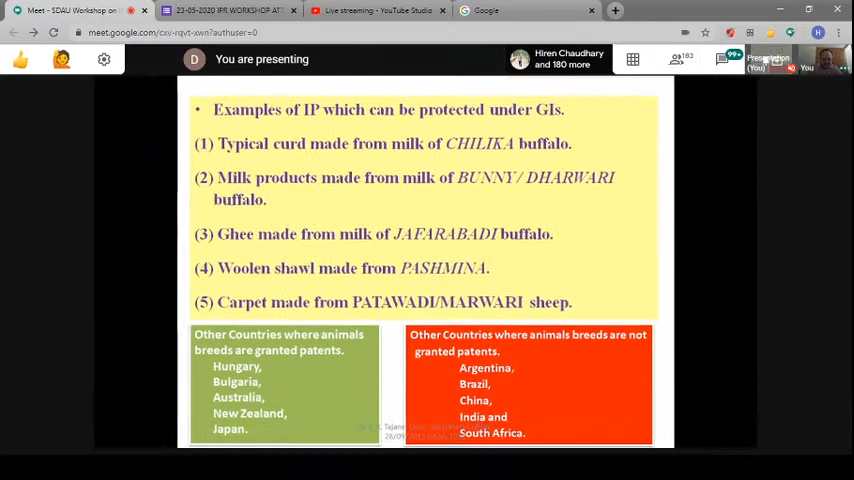 Meet - SDAU Workshop on I
23-05-2020 IPR WORKSHOP ATT
Live streaming - YouTube Studio
Google
meet.google.com/cxv-rqvt-xwn?authuser=0
D You are presenting
Hiren Chaudhary
and 180 more
183
99+
Presentation
(You)
You
• Examples of IP which can be protected under GIs.
(1) Typical curd made from milk of CHILIKA buffalo.
(2) Milk products made from milk of BUNNY/ DHARWARI
buffalo.
(3) Ghee made from milk of JAFARABADI buffalo.
(4) Woolen shawl made from PASHMINA.
(5) Carpet made from PATAWADI/MARWARI sheep.
Other Countries where animals
breeds are granted patents.
Hungary,
Bulgaria,
Australia,
New Zealand,
Japan.
Other Countries where animals breeds are not
granted patents.
Argentina,
Brazil,
China,
India and
South Africa.